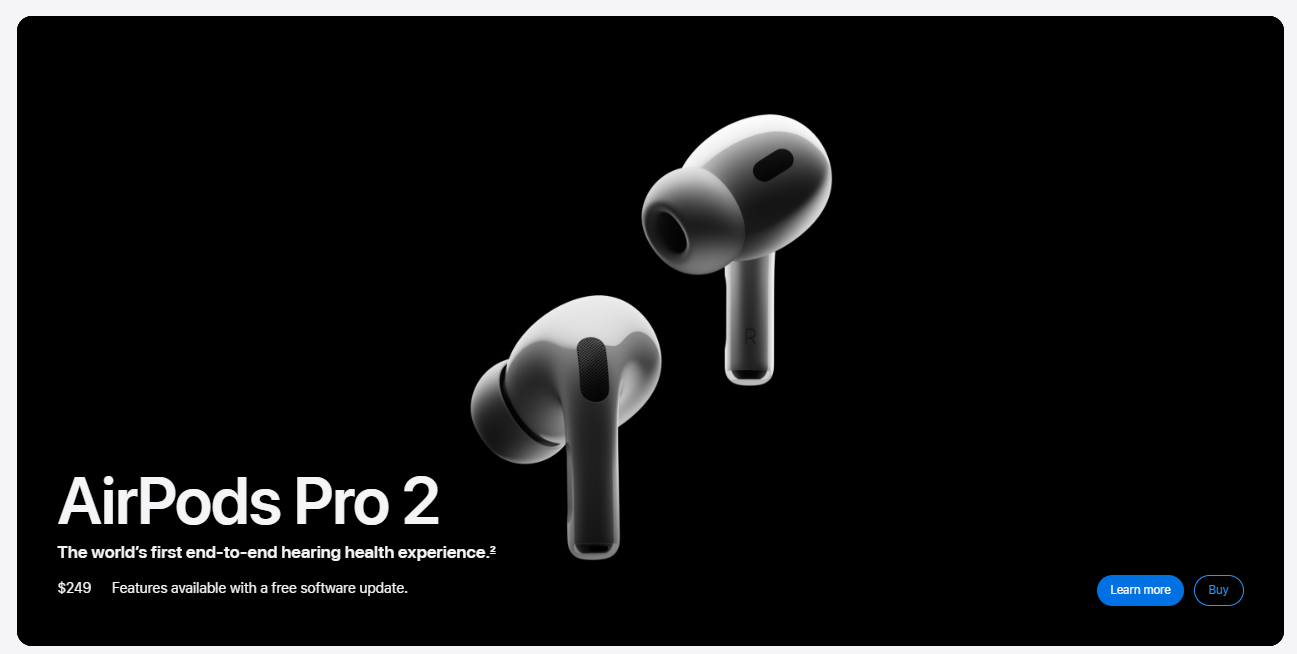 R
AirPods Pro 2
The world’s first end-to-end hearing health experience.²
$249 Features available with a free software update.
Learn more Buy